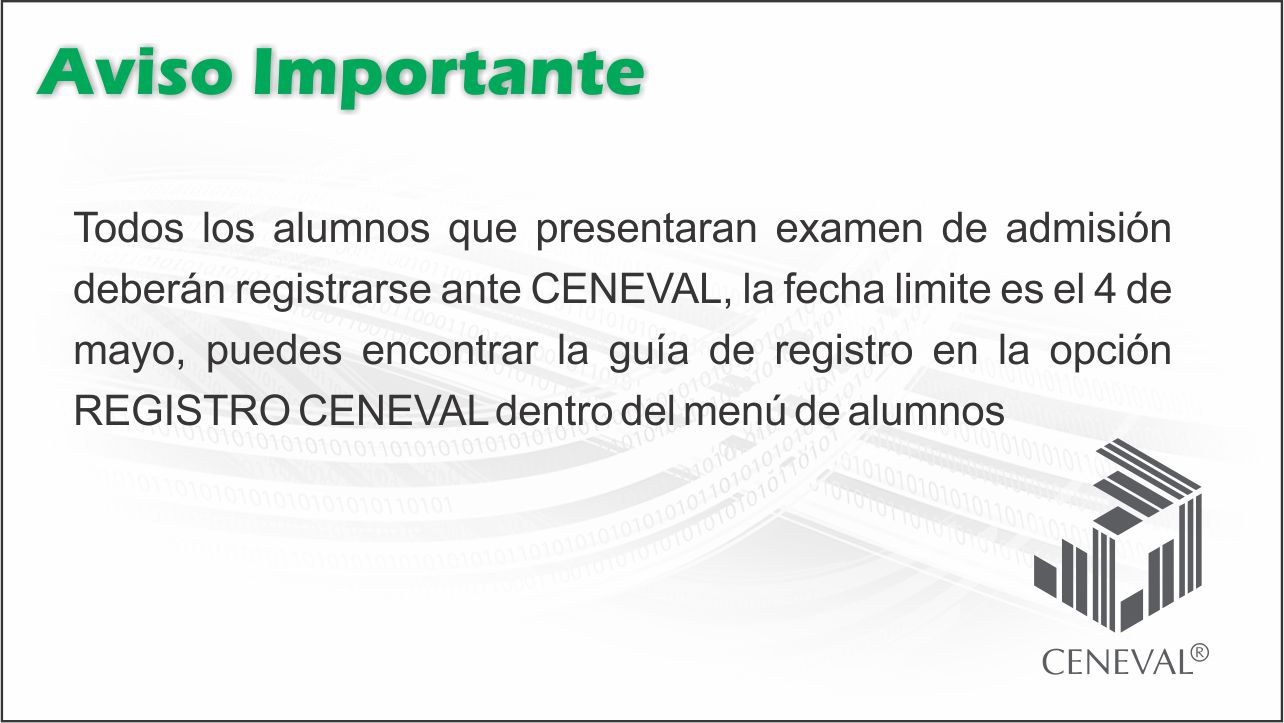 Aviso Importante
Todos los alumnos que presentaran examen de admisión
deberán registrarse ante CENEVAL, la fecha limite es el 4 de
mayo, puedes encontrar la guía de registro en la opción
REGISTRO CENEVAL dentro del menú de alumnos
CENEVAL®